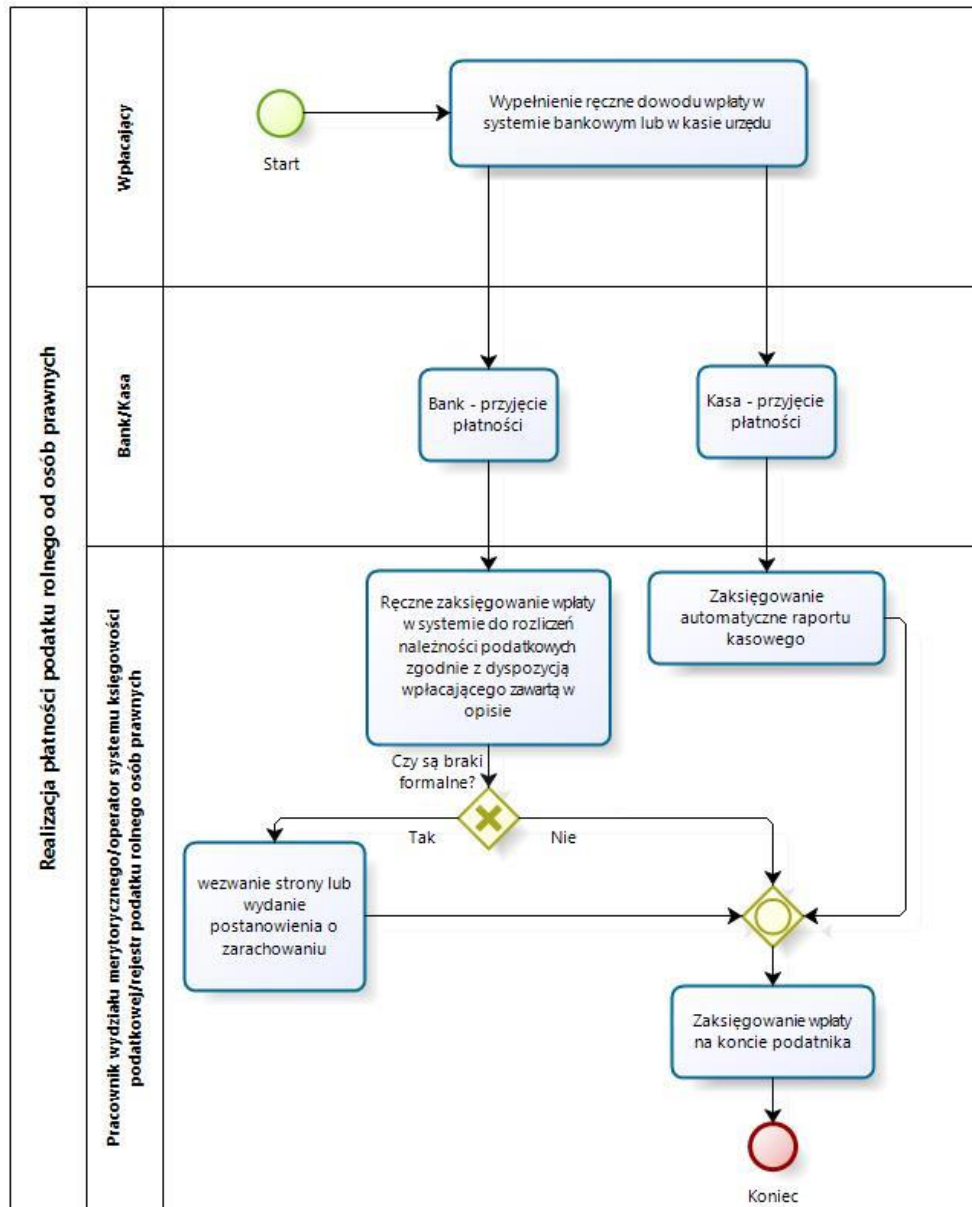 Realizacja płatności podatku rolnego od osób prawnych
Wpłacający
Start
Wypełnienie ręczne dowodu wpłaty w
systemie bankowym lub w kasie urzędu
Bank/Kasa
Bank - przyjęcie
płatności
Kasa - przyjęcie
płatności
Pracownik wydziału merytorycznego/operator systemu księgowości
podatkowej/rejestr podatku rolnego osób prawnych
Ręczne zaksięgowanie wpłaty
w systemie do rozliczeń
należności podatkowych
zgodnie z dyspozycją
wpłacającego zawartą w
opisie
Zaksięgowanie
automatyczne raportu
kasowego
Czy są braki
formalne?
Tak
Nie
wezwanie strony lub
wydanie
postanowienia o
zarachowaniu
Zaksięgowanie wpłaty
na koncie podatnika
Koniec